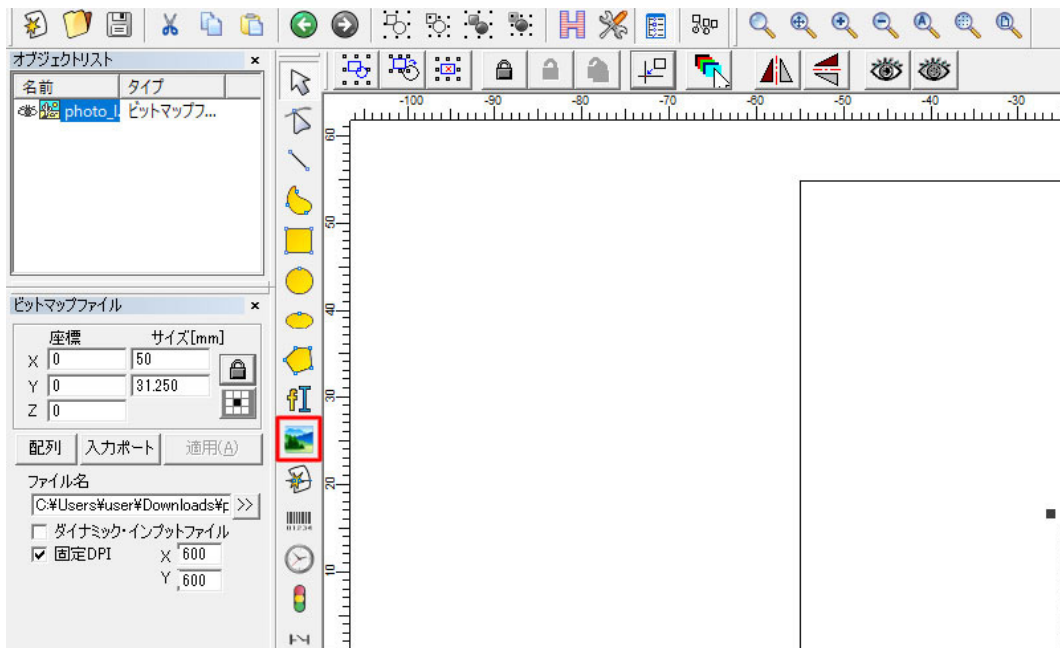 オブジェクトリスト
名前 タイプ
photo_l. ビットマップフ...
ビットマップファイル
座標 サイズ[mm]
X 0 50
Y 0 31.250
Z 0
配列 入力ポート 適用(A)
ファイル名
C:¥Users¥user¥Downloads¥p >>
ダイナミック・インプットファイル
固定DPI X 600
Y 600
-100 -90 -80 -70 -60 -50 -40 -30
60
50
40
30
20
10